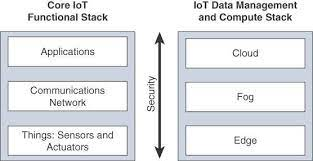 Core IoT
Functional Stack
Applications
Communications
Network
Things: Sensors and
Actuators
Security
IoT Data Management
and Compute Stack
Cloud
Fog
Edge